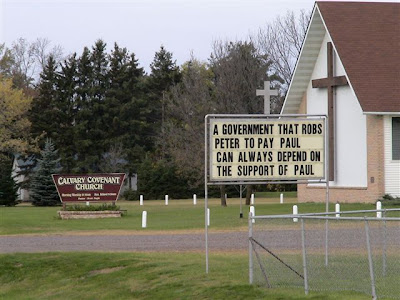 A GOVERNMENT THAT ROBS
PETER TO PAY PAUL
CAN ALWAYS DEPEND ON
THE SUPPORT OF PAUL
CALVARY COVENANT
CHURCH